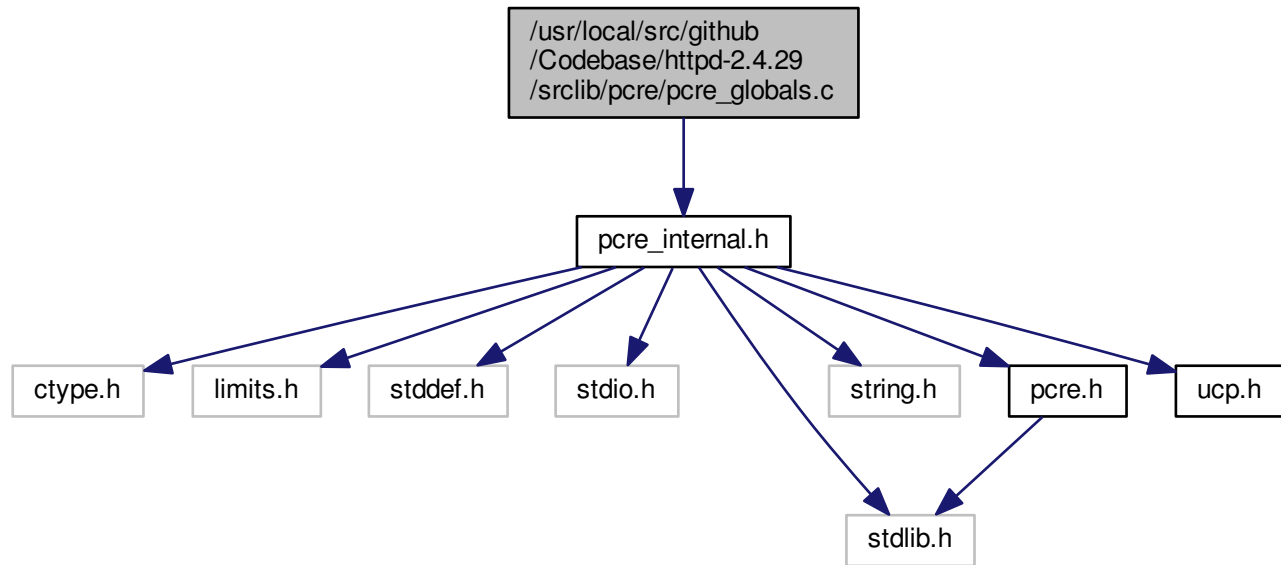 /usr/local/src/github
/Codebase/httpd-2.4.29
/srclib/pcre/pcre_globals.c
pcre_internal.h
ctype.h
limits.h
stddef.h
stdio.h
string.h
pcre.h
ucp.h
stdlib.h